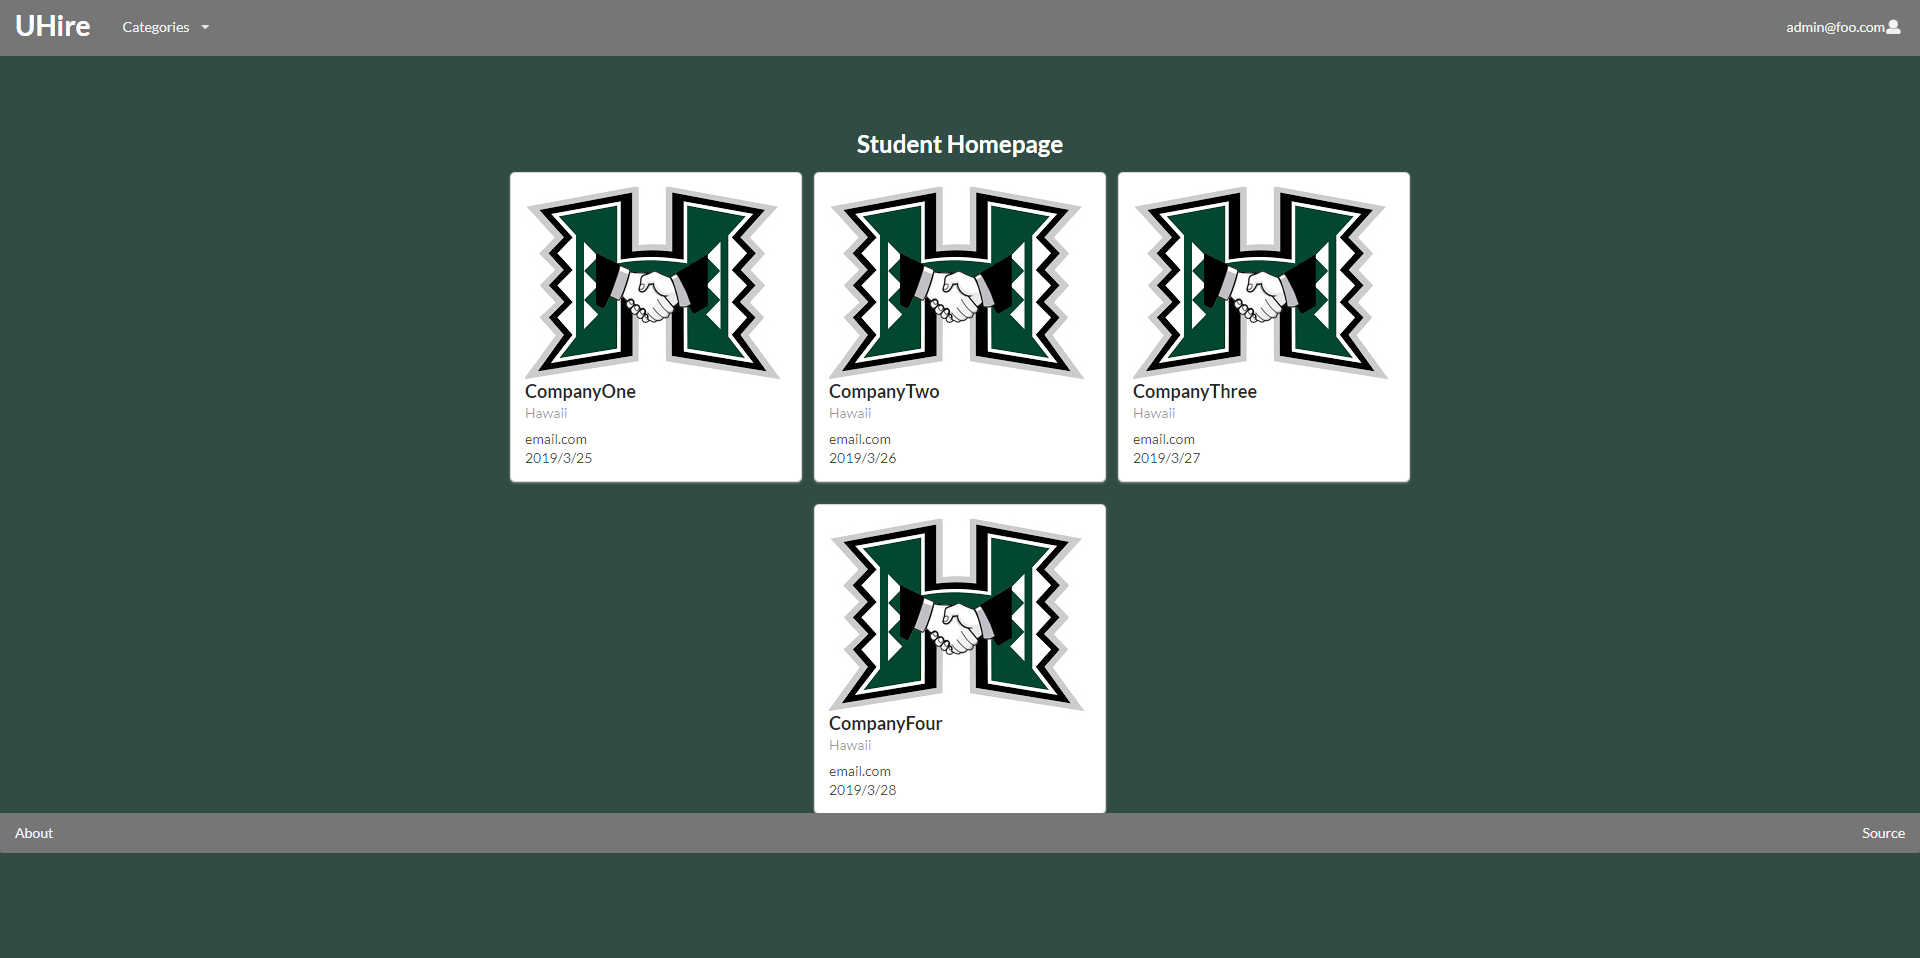 UHire
Categories
admin@foo.com
Student Homepage
CompanyOne
Hawaii
email.com
2019/3/25
CompanyTwo
Hawaii
email.com
2019/3/26
CompanyThree
Hawaii
email.com
2019/3/27
CompanyFour
Hawaii
email.com
2019/3/28
About
Source